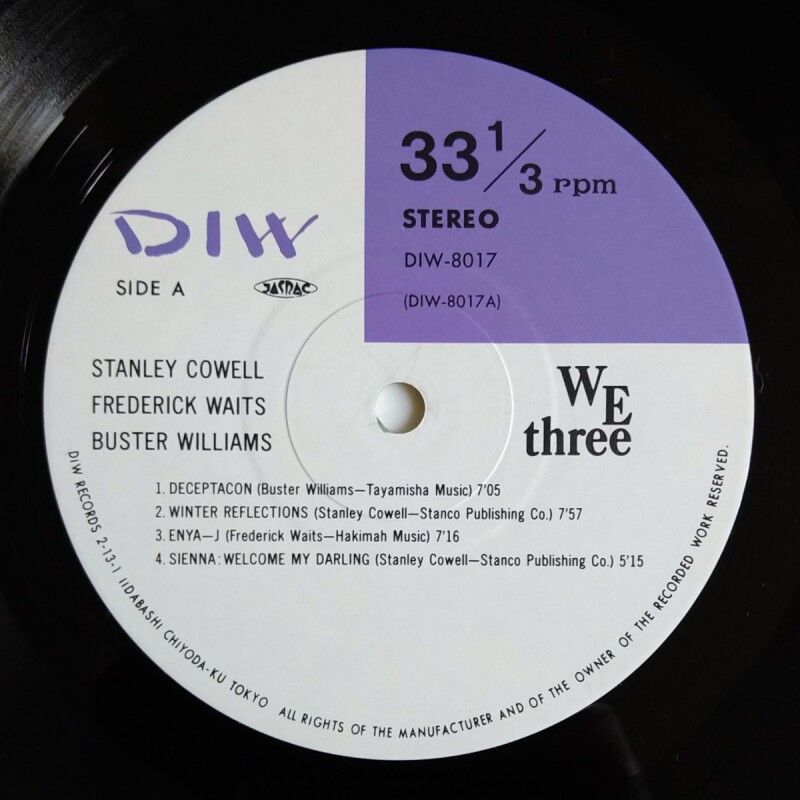 33 1/3 rpm
STEREO
DIW-8017
(DIW-8017A)
DIW
SIDE A
JASRAC
STANLEY COWELL
FREDERICK WAITS
BUSTER WILLIAMS
WE
three
1. DECEPTACON (Buster Williams—Tayamisha Music) 7'05
2. WINTER REFLECTIONS (Stanley Cowell—Stanco Publishing Co.) 7'57
3. ENYA—J (Frederick Waits—Hakimah Music) 7'16
4. SIENNA: WELCOME MY DARLING (Stanley Cowell—Stanco Publishing Co.) 5'15
DIW RECORDS 2-13-1 IIDABASHI CHIYODA-KU TOKYO ALL RIGHTS OF THE MANUFACTURER AND OF THE OWNER OF THE RECORDED WORK RESERVED.